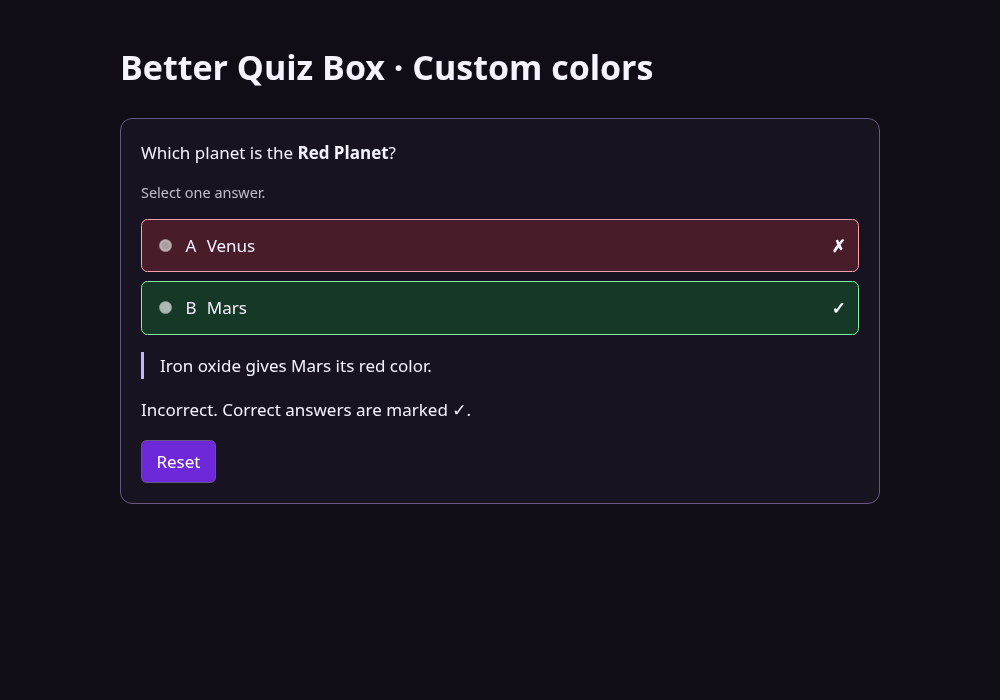 Better Quiz Box · Custom colors
Which planet is the Red Planet?
Select one answer.
A Venus ✗
B Mars ✓
Iron oxide gives Mars its red color.
Incorrect. Correct answers are marked ✓.
Reset